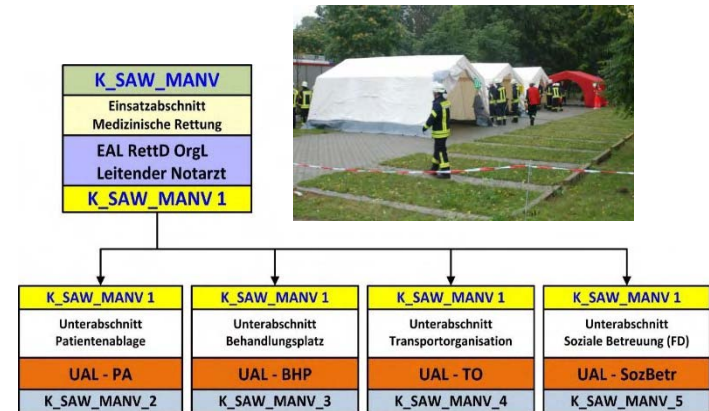 K_SAW_MANV
Einsatzabschnitt
Medizinische Rettung
EAL RettD OrgL
Leitender Notarzt
K_SAW_MANV 1
K_SAW_MANV 1
Unterabschnitt
Patientenablage
UAL - PA
K_SAW_MANV_2
K_SAW_MANV 1
Unterabschnitt
Behandlungsplatz
UAL - BHP
K_SAW_MANV_3
K_SAW_MANV 1
Unterabschnitt
Transportorganisation
UAL - TO
K_SAW_MANV_4
K_SAW_MANV 1
Unterabschnitt
Soziale Betreuung (FD)
UAL - SozBetr
K_SAW_MANV_5